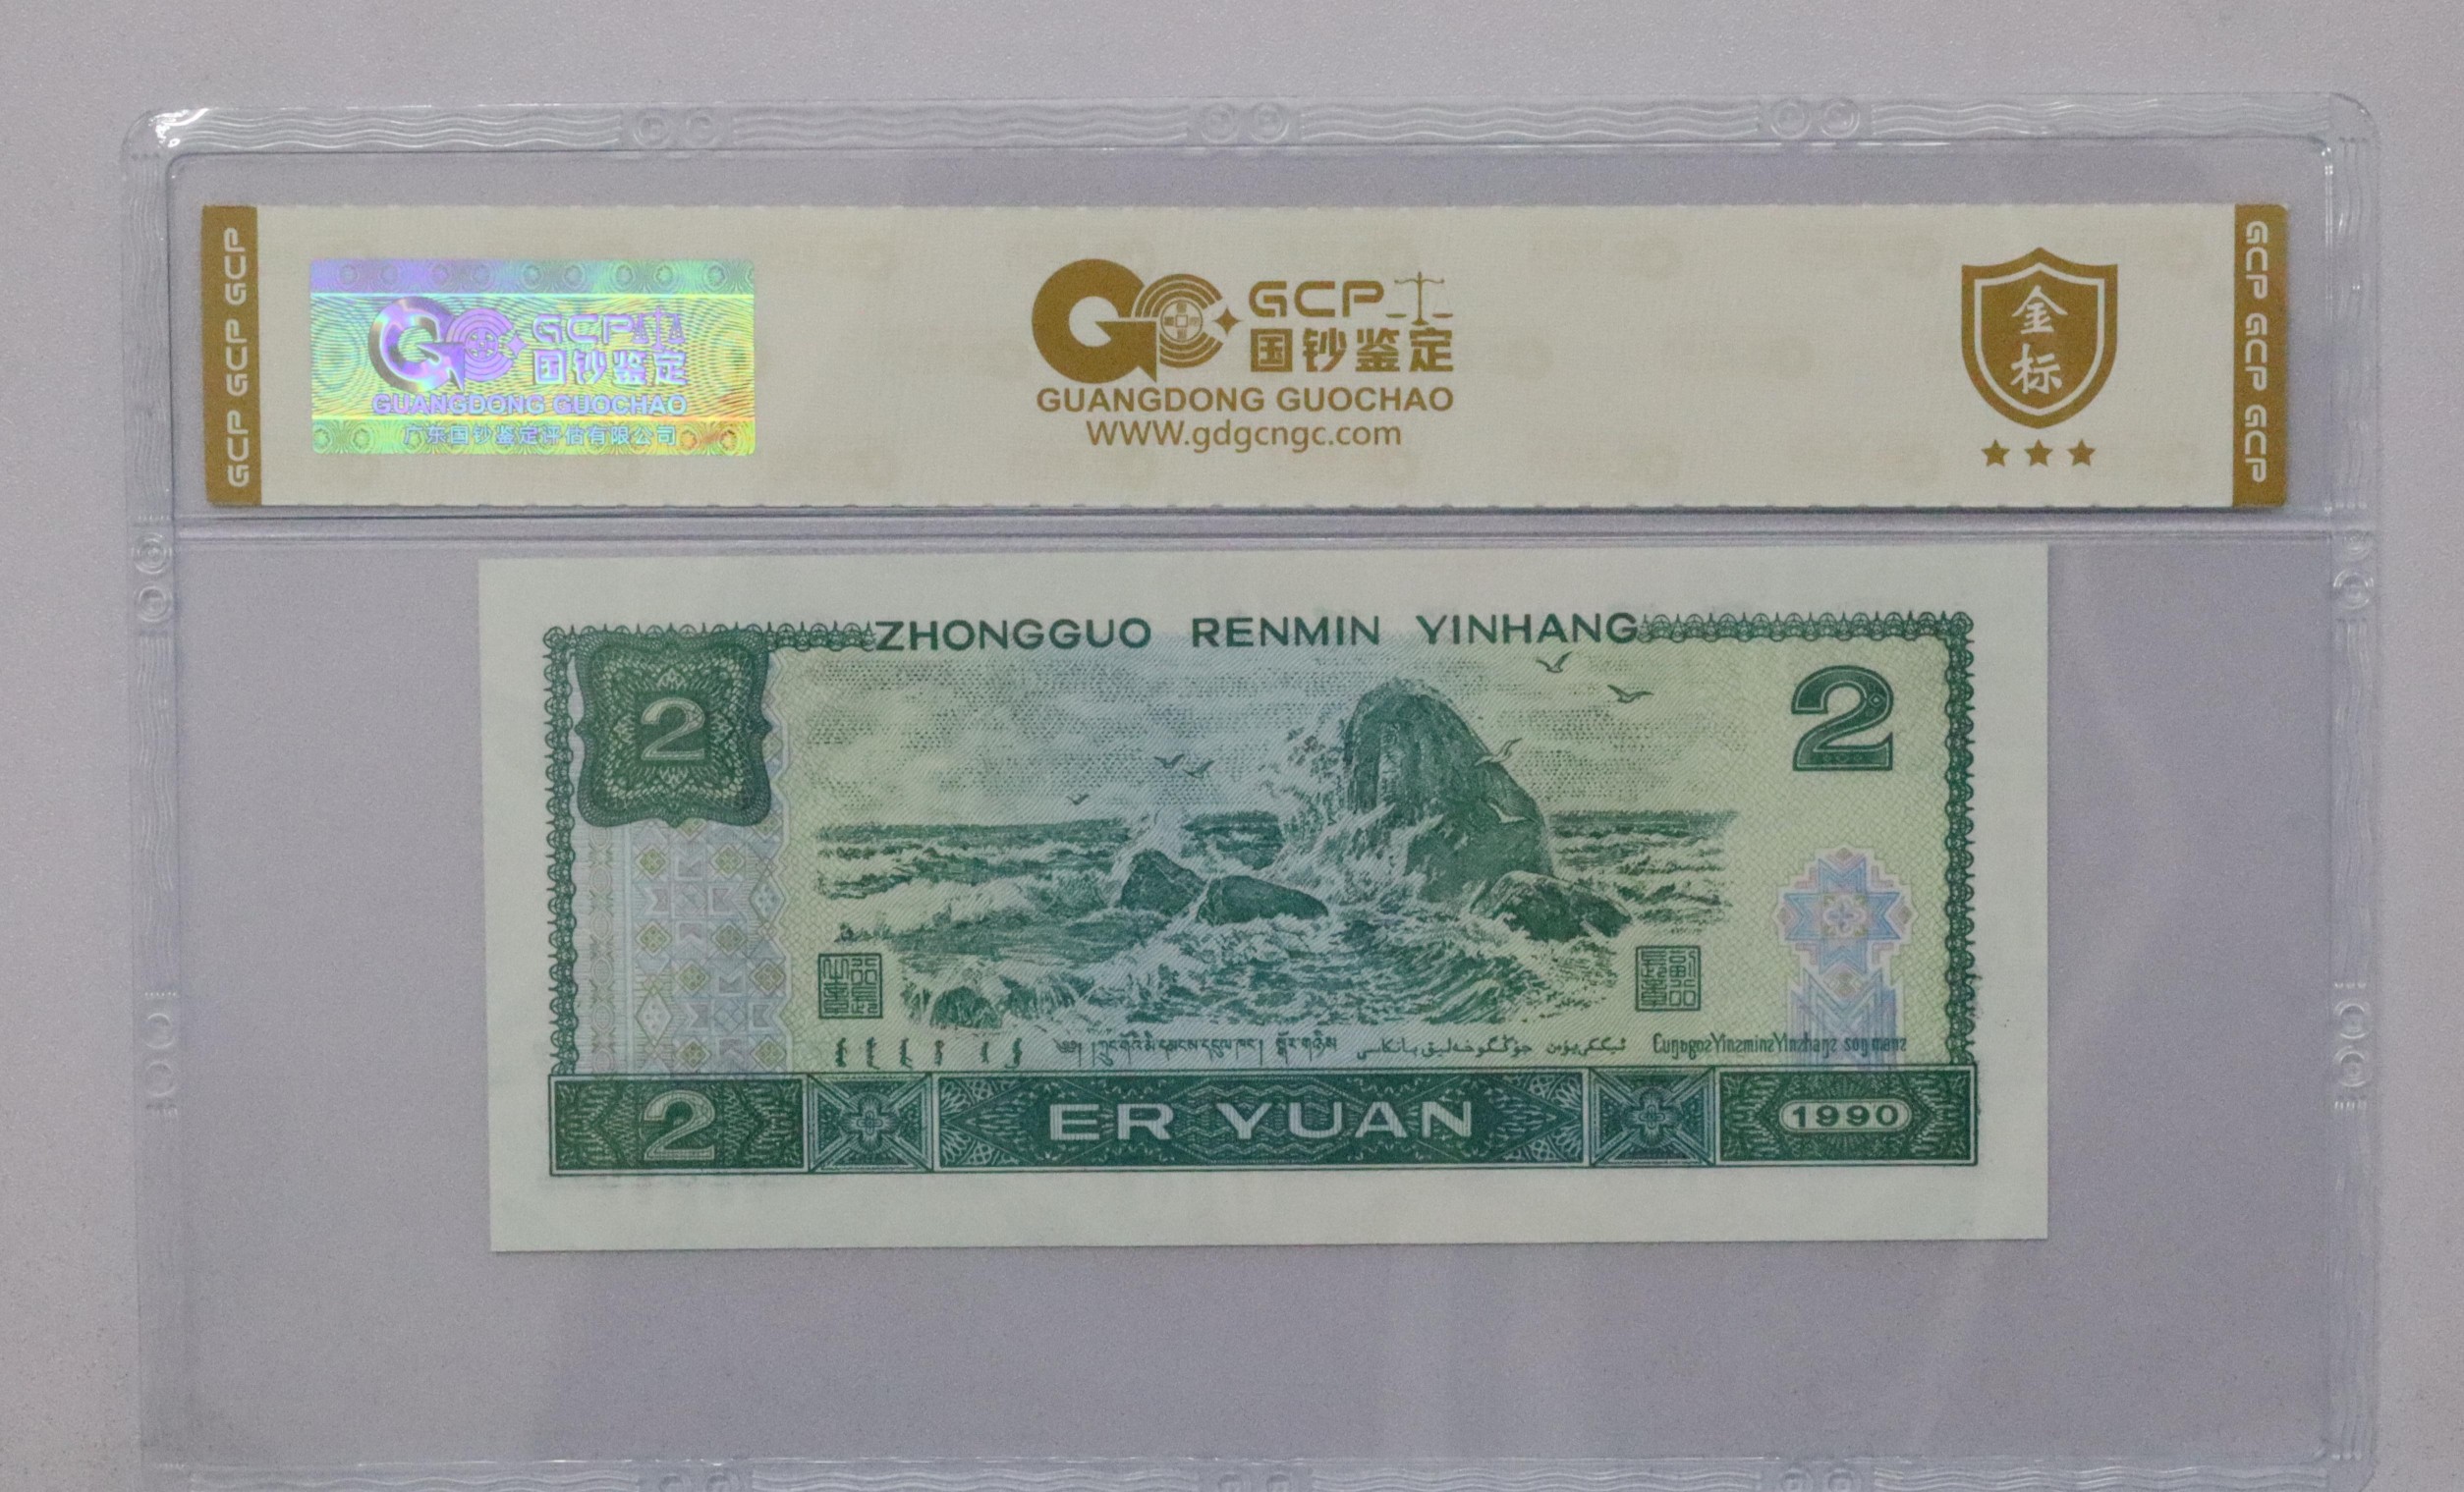 GCP GCP GCP
GCP
国钞鉴定
GUANGDONG GUOCHAO
广东国钞鉴定评估有限公司
GCP
国钞鉴定
GUANGDONG GUOCHAO
WWW.gdgcngc.com
金
标
GCP GCP GCP
ZHONGGUO RENMIN YINHANG
2
2
2
ER YUAN
1990